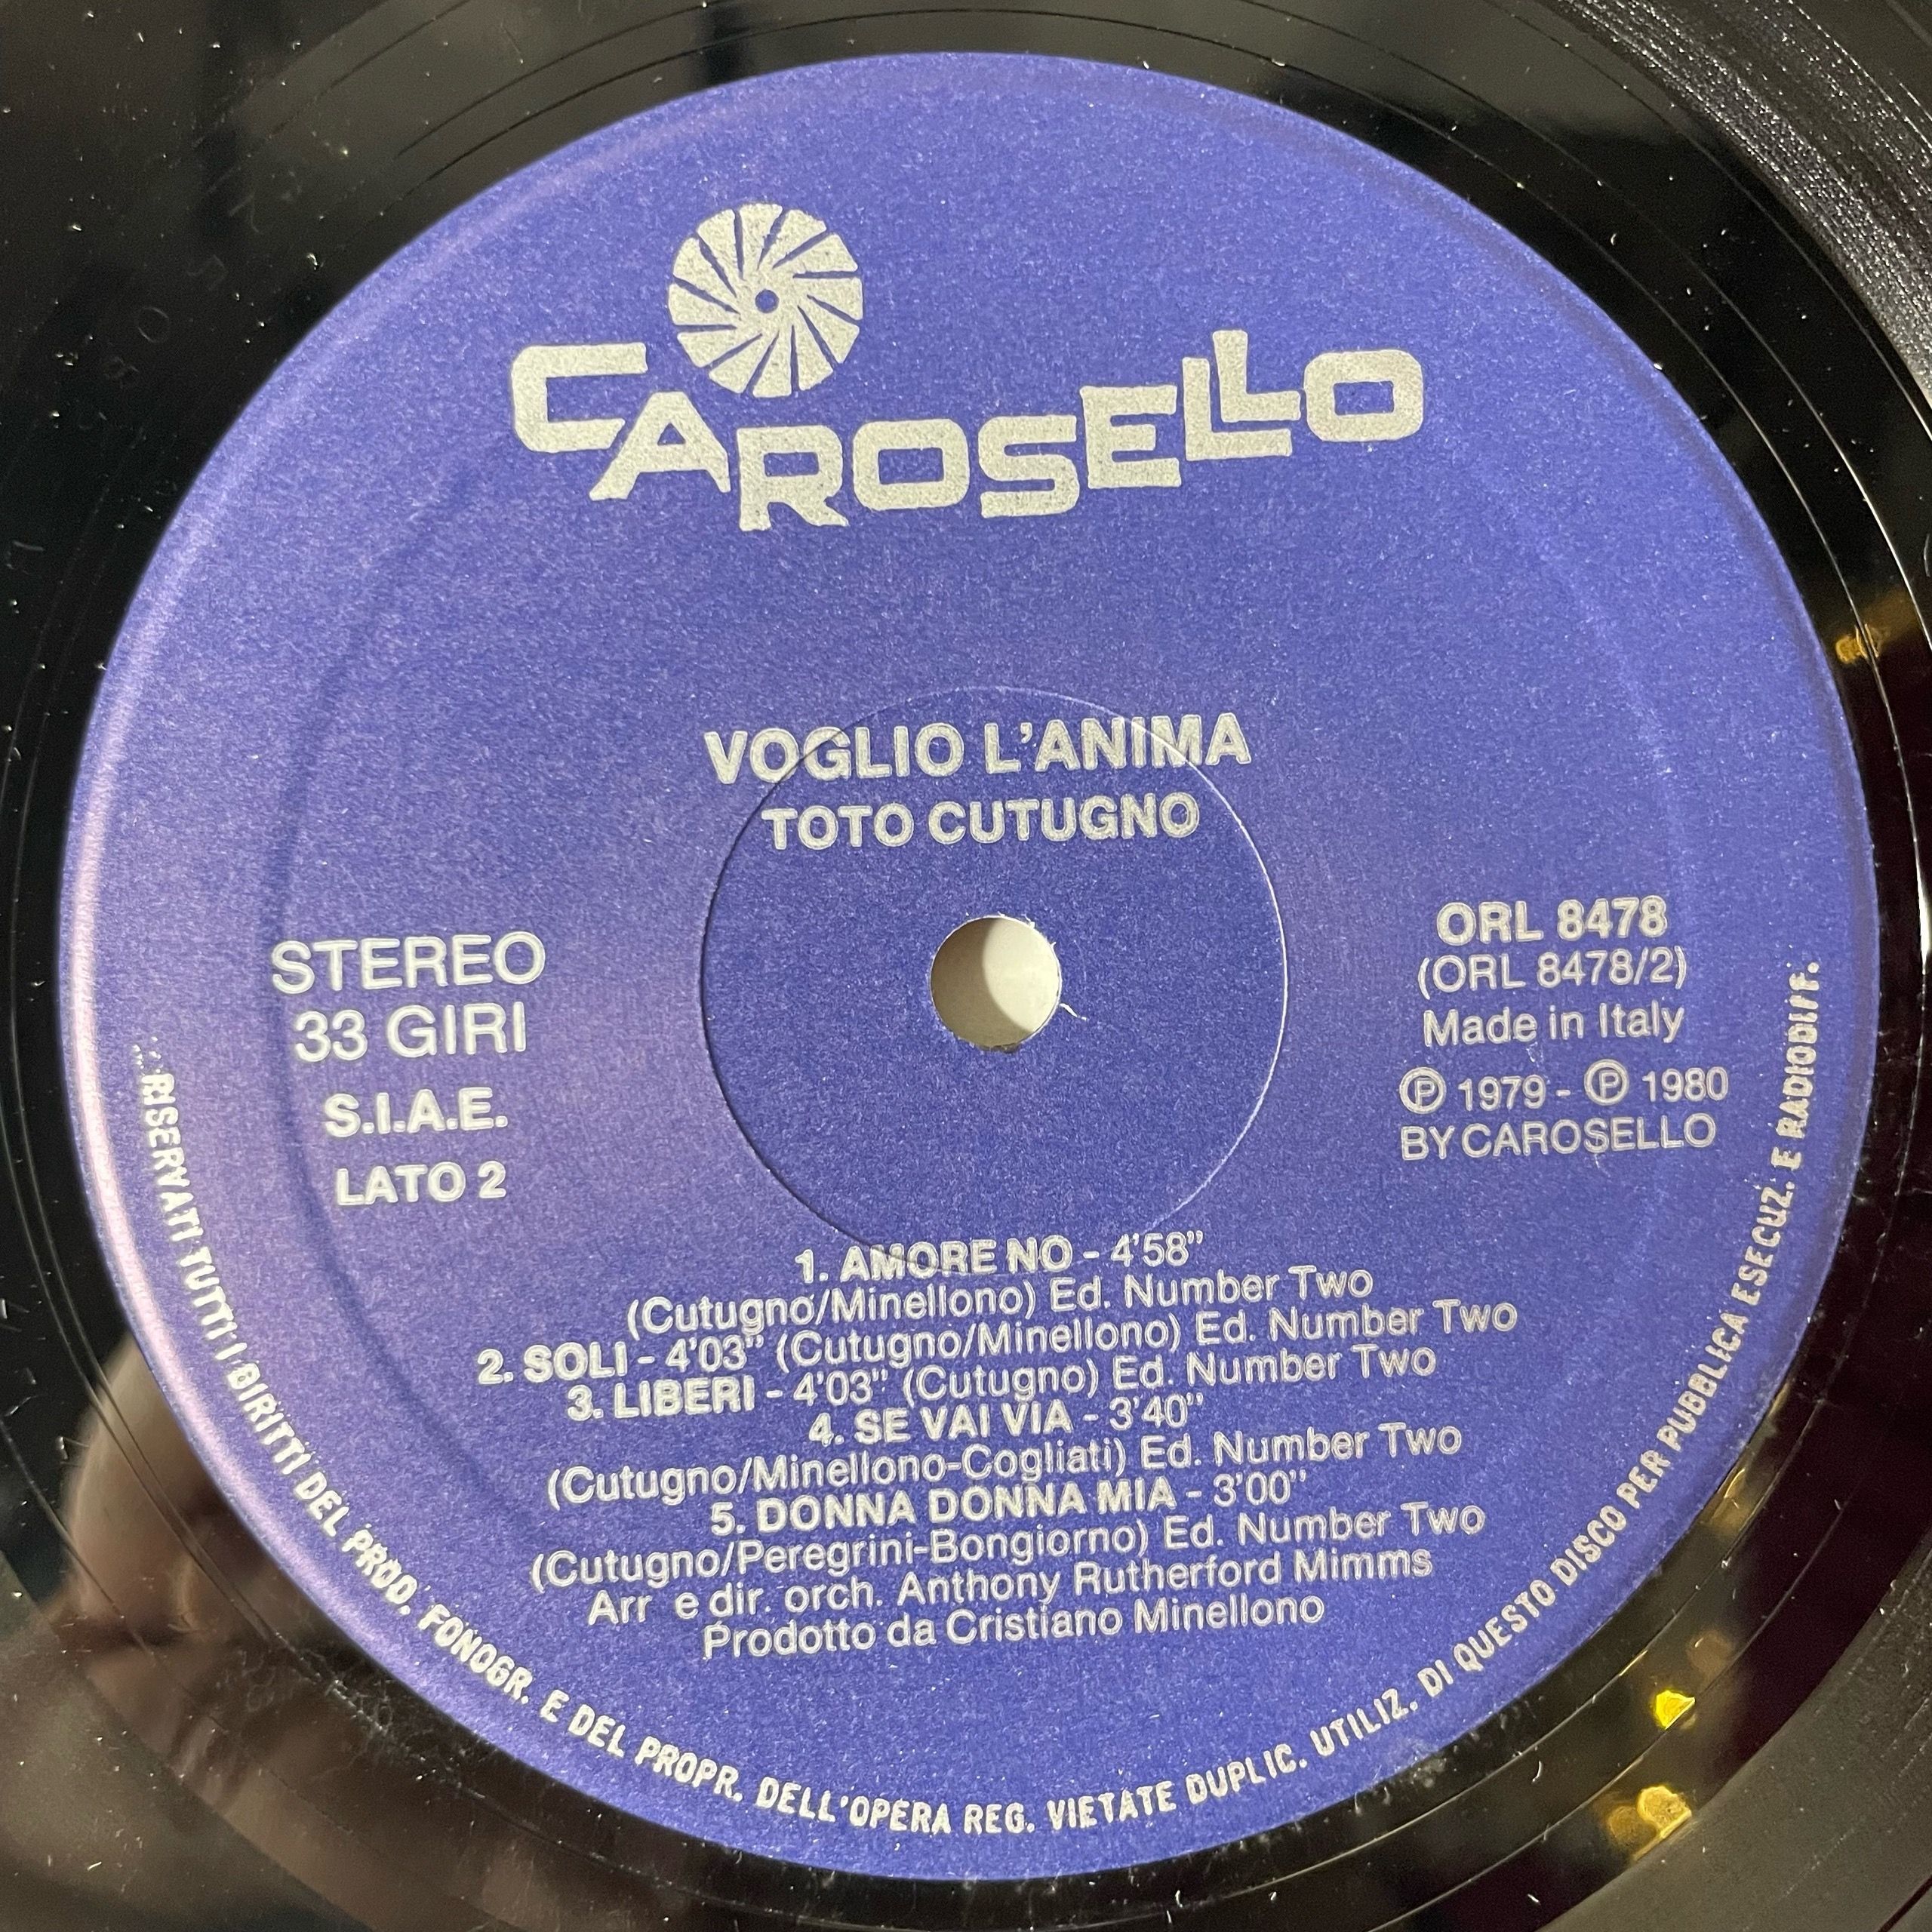 CAROSELLO
VOGLIO L'ANIMA
TOTO CUTUGNO
STEREO
33 GIRI
S.I.A.E.
LATO 2
ORL 8478
(ORL 8478/2)
Made in Italy
Ⓟ 1979 - Ⓟ 1980
BY CAROSELLO
1. AMORE NO - 4'58"
(Cutugno/Minellono) Ed. Number Two
2. SOLI - 4'03" (Cutugno/Minellono) Ed. Number Two
3. LIBERI - 4'03" (Cutugno) Ed. Number Two
4. SE VAI VIA - 3'40"
(Cutugno/Minellono-Cogliati) Ed. Number Two
5. DONNA DONNA MIA - 3'00"
(Cutugno/Peregrini-Bongiorno) Ed. Number Two
Arr e dir. orch. Anthony Rutherford Mimms
Prodotto da Cristiano Minellono
...RISERVATI TUTTI I DIRITTI DEL PROD. FONOGR. E DEL PROPR. DELL'OPERA REG. VIETATE DUPLIC. UTILIZ. DI QUESTO DISCO PER PUBBLICA ESECUZ. E RADIODIFF.